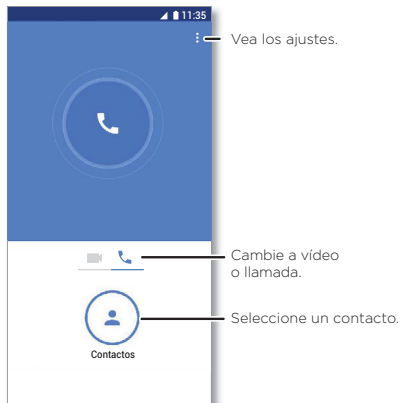 11:35
Vea los ajustes.
Cambie a vídeo
o llamada.
Seleccione un contacto.
Contactos